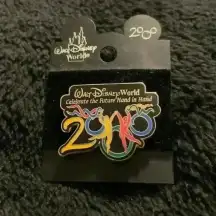 Walt Disney
World®
2000
Walt Disney World
Celebrate the Future Hand in Hand
2000